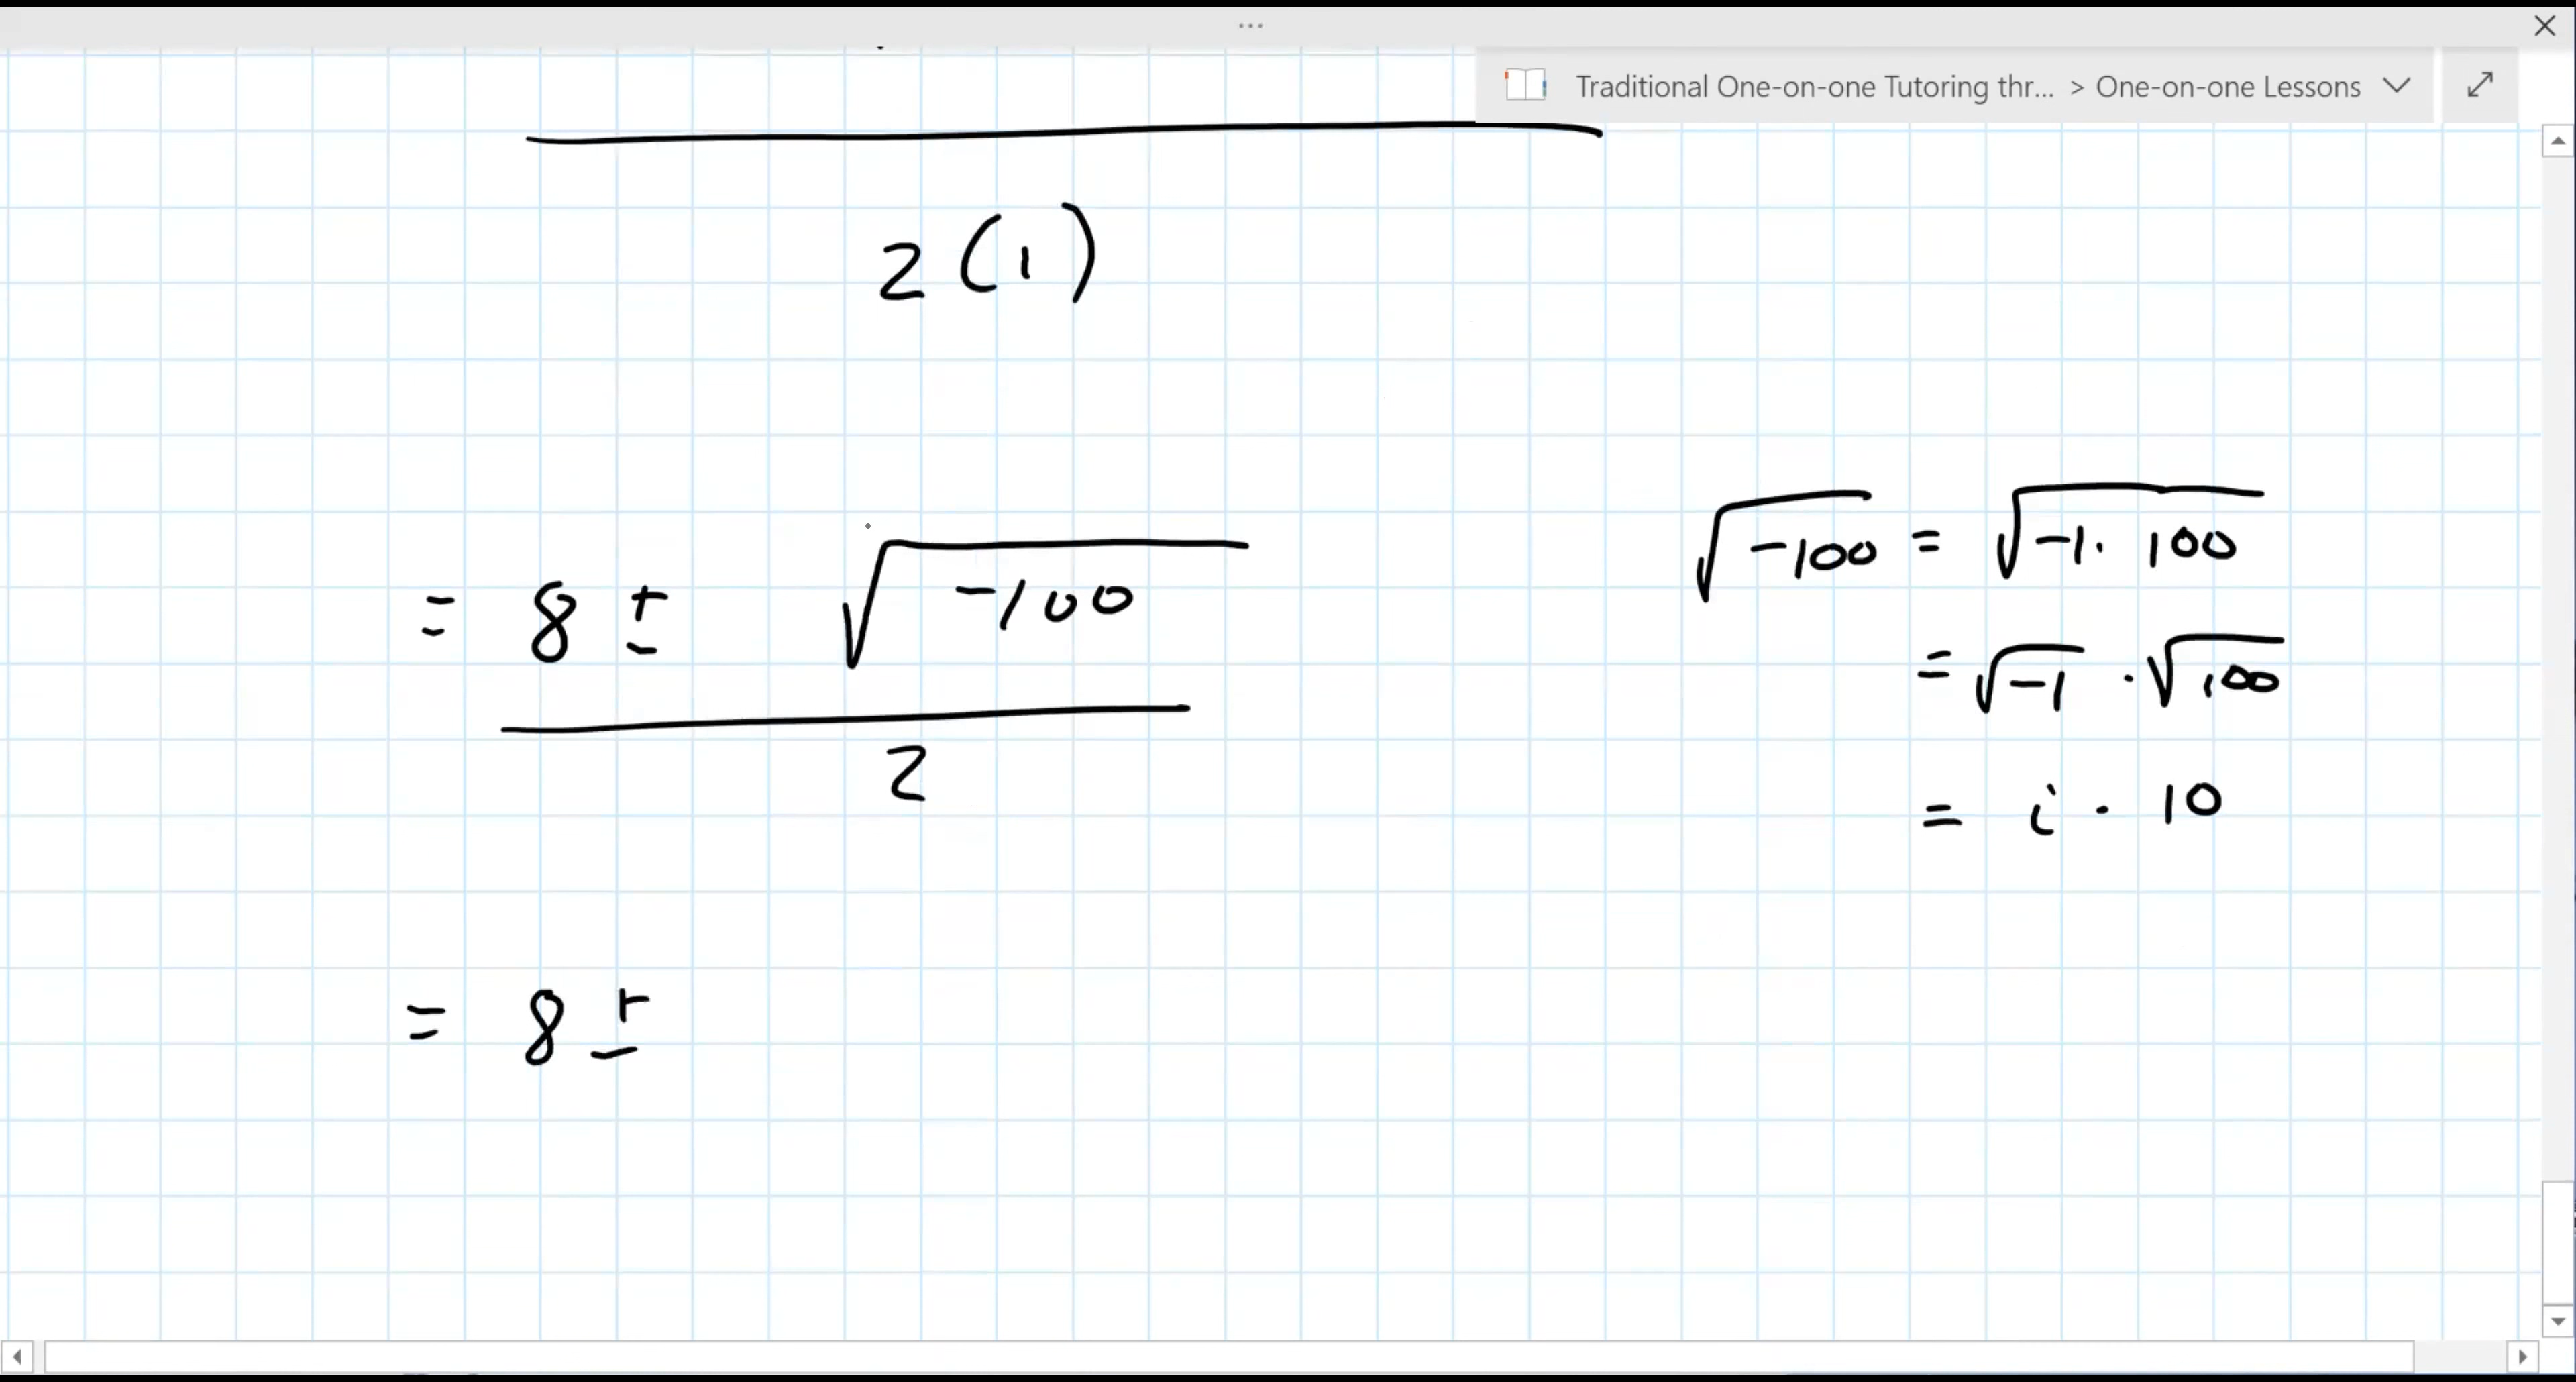 Traditional One-on-one Tutoring thr... > One-on-one Lessons
2 (1)
= 8 ± √-100
2
√-100 = √-1 · 100
= √-1 · √100
= i · 10
= 8 ±